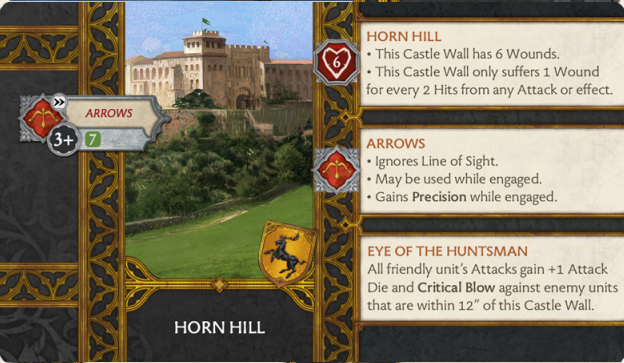 ARROWS
3+
7
HORN HILL
6
HORN HILL
• This Castle Wall has 6 Wounds.
• This Castle Wall only suffers 1 Wound
for every 2 Hits from any Attack or effect.
ARROWS
• Ignores Line of Sight.
• May be used while engaged.
• Gains Precision while engaged.
EYE OF THE HUNTSMAN
All friendly unit's Attacks gain +1 Attack
Die and Critical Blow against enemy units
that are within 12" of this Castle Wall.